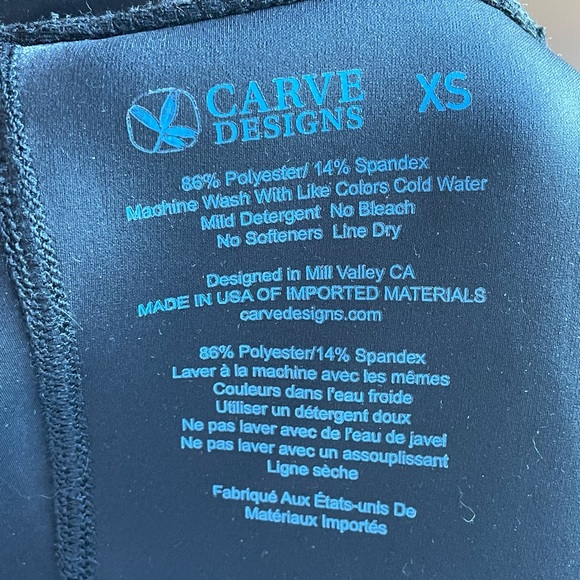 CARVE
DESIGNS
XS
86% Polyester/ 14% Spandex
Machine Wash With Like Colors Cold Water
Mild Detergent No Bleach
No Softeners Line Dry
Designed in Mill Valley CA
MADE IN USA OF IMPORTED MATERIALS
carvedesigns.com
86% Polyester/14% Spandex
Laver à la machine avec les mêmes
Couleurs dans l'eau froide
Utiliser un détergent doux
Ne pas laver avec de l'eau de javel
Ne pas laver avec un assouplissant
Ligne sèche
Fabriqué Aux États-unis De
Matériaux Importés